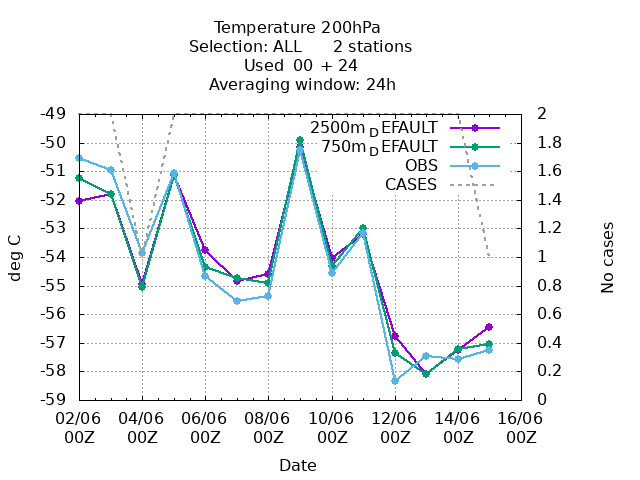 Temperature 200hPa
Selection: ALL 2 stations
Used 00 + 24
Averaging window: 24h
-49
-50
-51
-52
-53
-54
-55
-56
-57
-58
-59
2
1.8
1.6
1.4
1.2
1
0.8
0.6
0.4
0.2
0
2500m_DEFAULT
750m_DEFAULT
OBS
CASES
deg C
No cases
02/06 04/06 06/06 08/06 10/06 12/06 14/06 16/06
00Z 00Z 00Z 00Z 00Z 00Z 00Z 00Z
Date